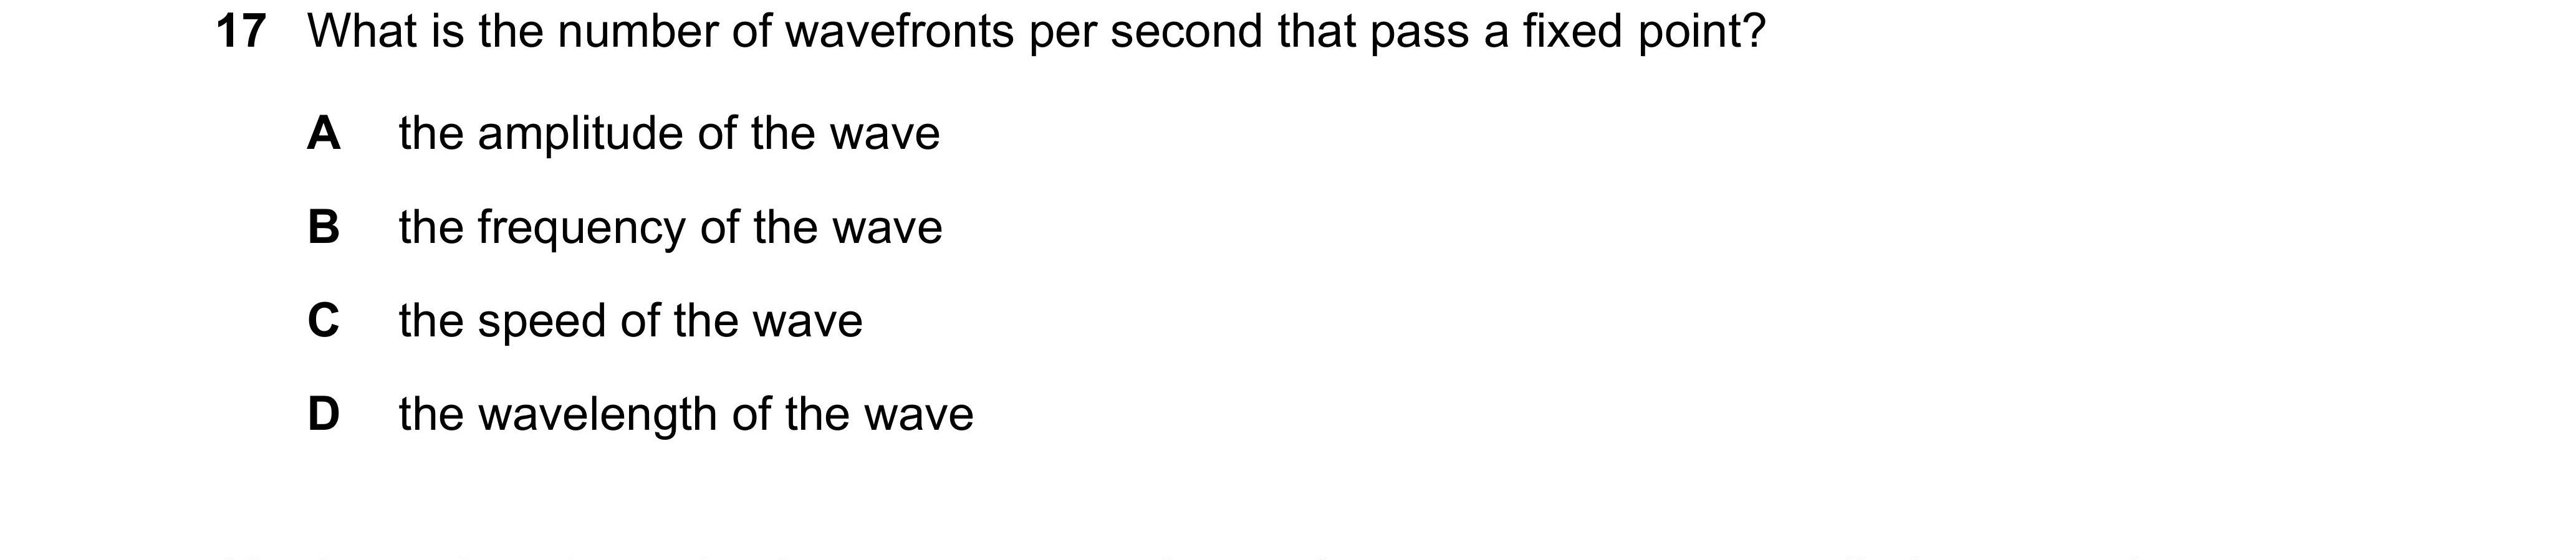 17 What is the number of wavefronts per second that pass a fixed point?
A the amplitude of the wave
B the frequency of the wave
C the speed of the wave
D the wavelength of the wave